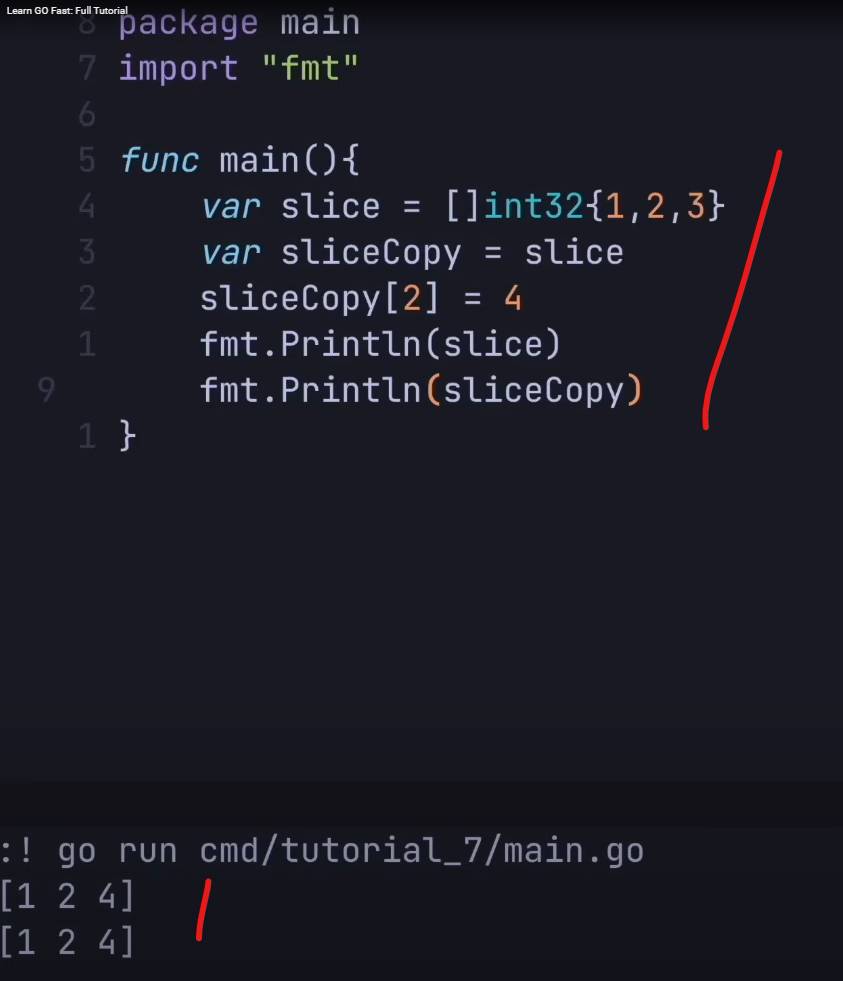 Learn GO Fast: Full Tutorial
8 package main
7 import "fmt"
6
5 func main(){
4 var slice = []int32{1,2,3}
3 var sliceCopy = slice
2 sliceCopy[2] = 4
1 fmt.Println(slice)
9 fmt.Println(sliceCopy)
1 }
:! go run cmd/tutorial_7/main.go
[1 2 4]
[1 2 4]